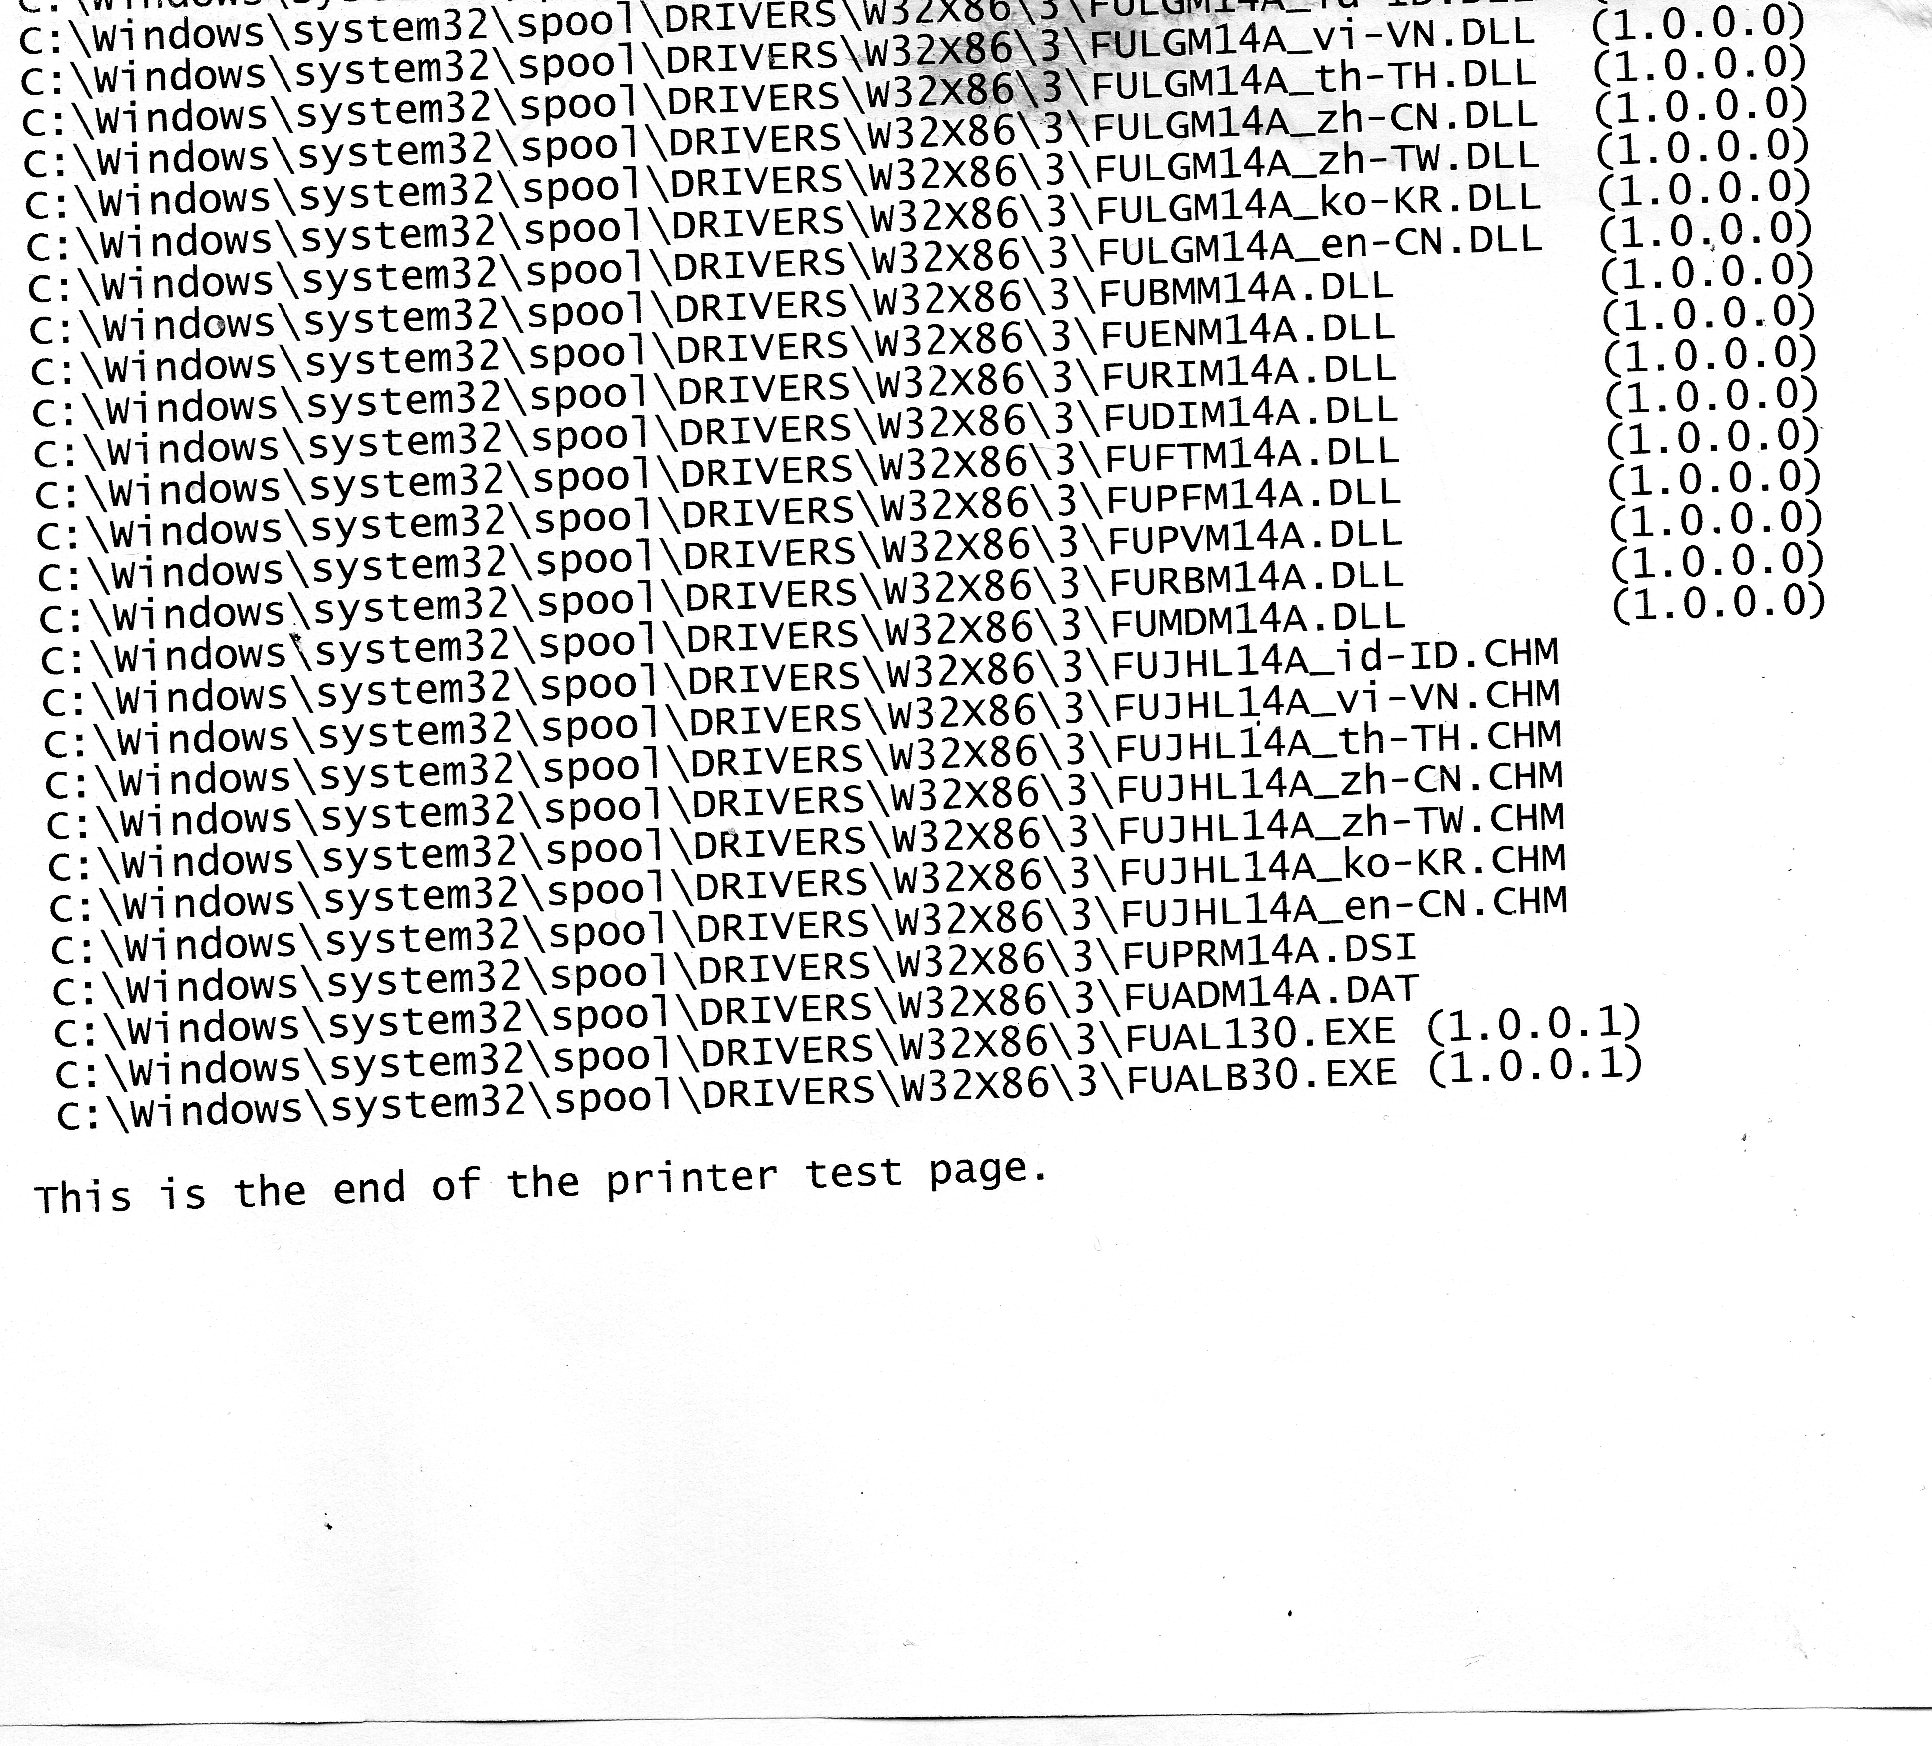 C:\Windows\system32\spool\DRIVERS\W32X86\3\FULGM14A_id-ID.DLL
C:\Windows\system32\spool\DRIVERS\W32X86\3\FULGM14A_vi-VN.DLL (1.0.0.0)
C:\Windows\system32\spool\DRIVERS\W32X86\3\FULGM14A_th-TH.DLL (1.0.0.0)
C:\Windows\system32\spool\DRIVERS\W32X86\3\FULGM14A_zh-CN.DLL (1.0.0.0)
C:\Windows\system32\spool\DRIVERS\W32X86\3\FULGM14A_zh-TW.DLL (1.0.0.0)
C:\Windows\system32\spool\DRIVERS\W32X86\3\FULGM14A_ko-KR.DLL (1.0.0.0)
C:\Windows\system32\spool\DRIVERS\W32X86\3\FULGM14A_en-CN.DLL (1.0.0.0)
C:\Windows\system32\spool\DRIVERS\W32X86\3\FUBMM14A.DLL (1.0.0.0)
C:\Windows\system32\spool\DRIVERS\W32X86\3\FUENM14A.DLL (1.0.0.0)
C:\Windows\system32\spool\DRIVERS\W32X86\3\FURIM14A.DLL (1.0.0.0)
C:\Windows\system32\spool\DRIVERS\W32X86\3\FUDIM14A.DLL (1.0.0.0)
C:\Windows\system32\spool\DRIVERS\W32X86\3\FUFTM14A.DLL (1.0.0.0)
C:\Windows\system32\spool\DRIVERS\W32X86\3\FUPFM14A.DLL (1.0.0.0)
C:\Windows\system32\spool\DRIVERS\W32X86\3\FUPVM14A.DLL (1.0.0.0)
C:\Windows\system32\spool\DRIVERS\W32X86\3\FURBM14A.DLL (1.0.0.0)
C:\Windows\system32\spool\DRIVERS\W32X86\3\FUMDM14A.DLL (1.0.0.0)
C:\Windows\system32\spool\DRIVERS\W32X86\3\FUJHL14A_id-ID.CHM
C:\Windows\system32\spool\DRIVERS\W32X86\3\FUJHL14A_vi-VN.CHM
C:\Windows\system32\spool\DRIVERS\W32X86\3\FUJHL14A_th-TH.CHM
C:\Windows\system32\spool\DRIVERS\W32X86\3\FUJHL14A_zh-CN.CHM
C:\Windows\system32\spool\DRIVERS\W32X86\3\FUJHL14A_zh-TW.CHM
C:\Windows\system32\spool\DRIVERS\W32X86\3\FUJHL14A_ko-KR.CHM
C:\Windows\system32\spool\DRIVERS\W32X86\3\FUJHL14A_en-CN.CHM
C:\Windows\system32\spool\DRIVERS\W32X86\3\FUPRM14A.DSI
C:\Windows\system32\spool\DRIVERS\W32X86\3\FUADM14A.DAT
C:\Windows\system32\spool\DRIVERS\W32X86\3\FUAL130.EXE (1.0.0.1)
C:\Windows\system32\spool\DRIVERS\W32X86\3\FUALB30.EXE (1.0.0.1)
This is the end of the printer test page.